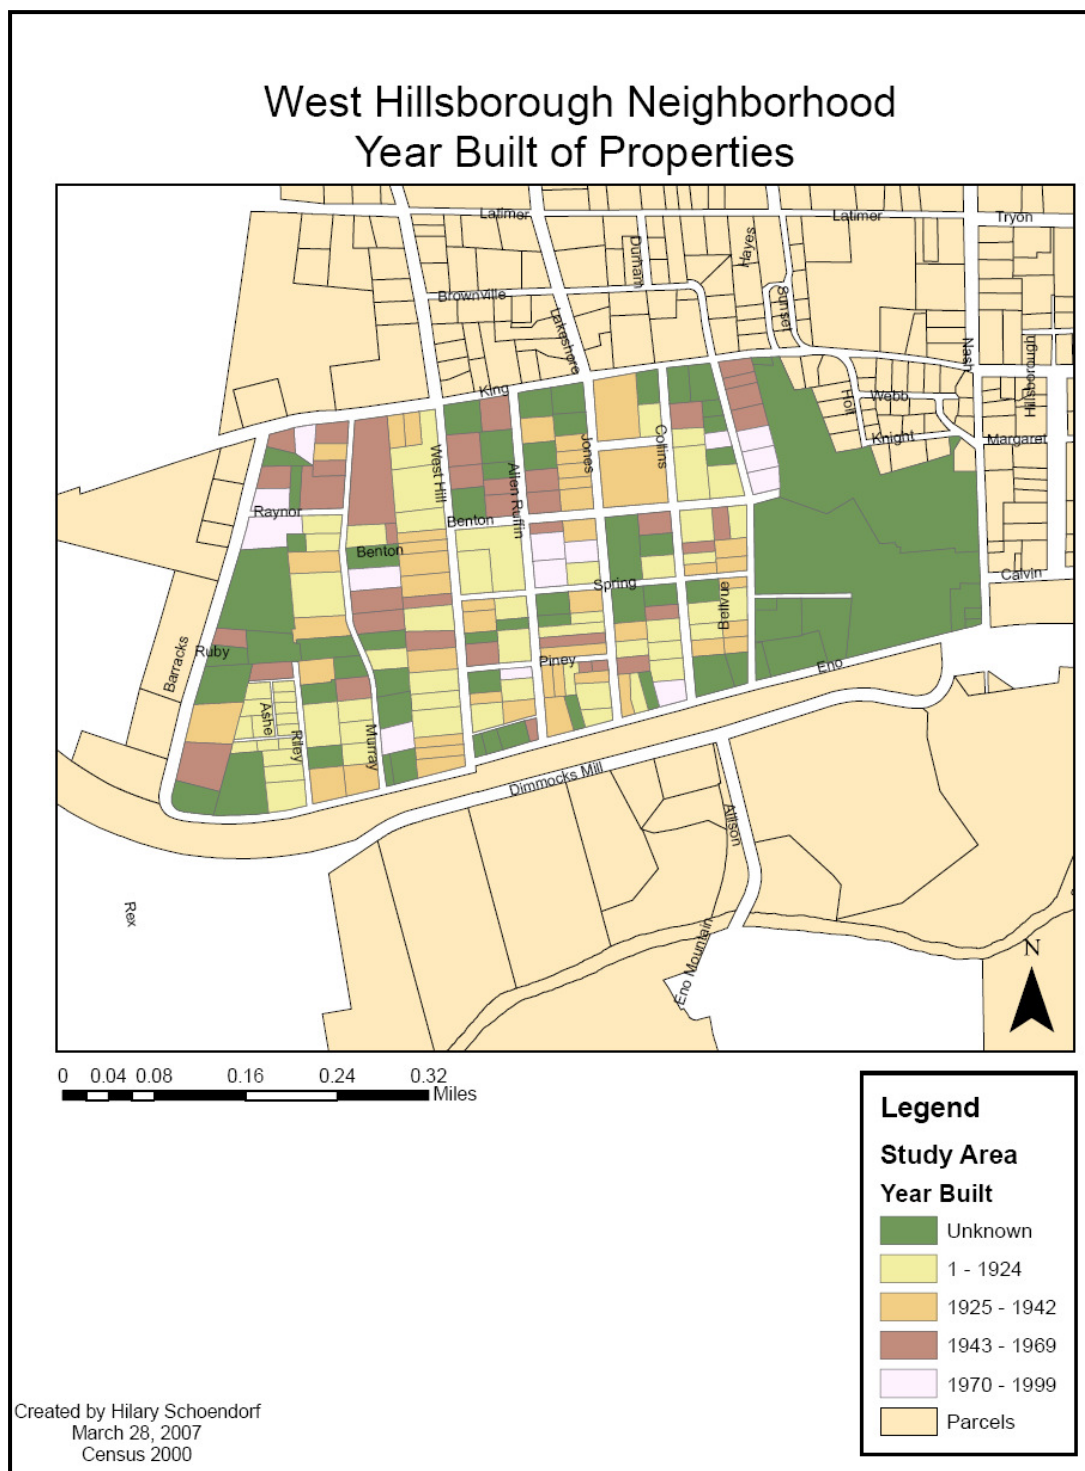 West Hillsborough Neighborhood
Year Built of Properties
Latimer
Latimer
Tryon
Durham
Hayes
Brownville
Sunset
Lakeshore
Nash
Hillsborough
King
Webb
Holt
Knight
Margaret
West Hill
Allen Ruffin
Jones
Collins
Raynor
Benton
Benton
Spring
Calvin
Bellvue
Ruby
Barracks
Piney
Eno
Ashe
Riley
Murray
Dimmocks Mill
Allison
Rex
Eno Mountain
N
0 0.04 0.08 0.16 0.24 0.32
Miles
Legend
Study Area
Year Built
Unknown
1 - 1924
1925 - 1942
1943 - 1969
1970 - 1999
Parcels
Created by Hilary Schoendorf
March 28, 2007
Census 2000